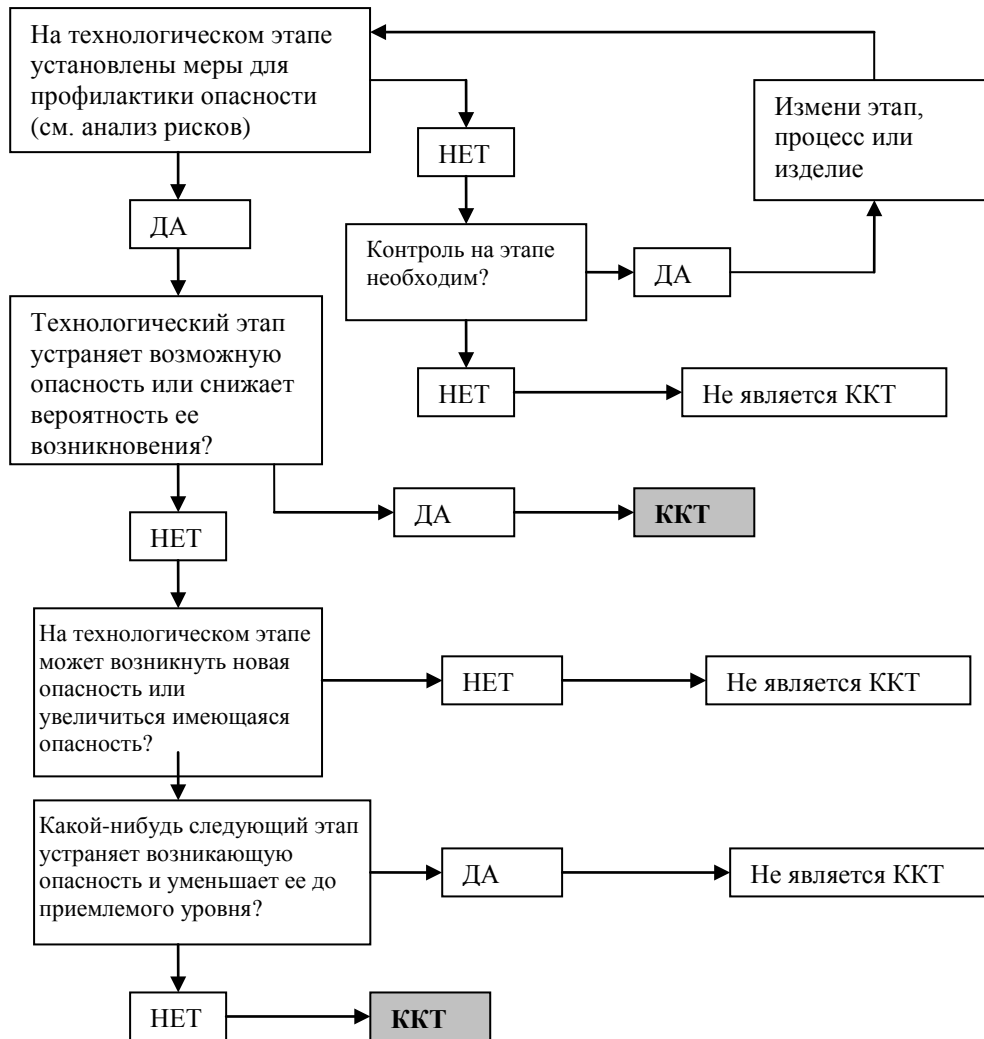 На технологическом этапе
установлены меры для
профилактики опасности
(см. анализ рисков)
Измени этап,
процесс или
изделие
НЕТ
ДА
Контроль на этапе
необходим?
ДА
Технологический этап
устраняет возможную
опасность или снижает
вероятность ее
возникновения?
НЕТ
Не является ККТ
ДА
ККТ
НЕТ
На технологическом этапе
может возникнуть новая
опасность или
увеличиться имеющаяся
опасность?
НЕТ
Не является ККТ
Какой-нибудь следующий этап
устраняет возникающую
опасность и уменьшает ее до
приемлемого уровня?
ДА
Не является ККТ
НЕТ
ККТ